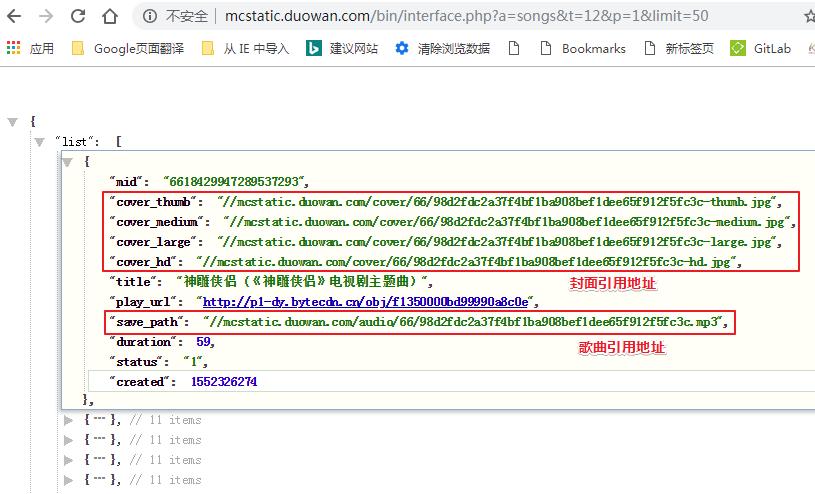 不安全 | mcstatic.duowan.com/bin/interface.php?a=songs&t=12&p=1&limit=50
应用 Google页面翻译 从 IE 中导入 建议网站 清除浏览数据 Bookmarks 新标签页 GitLab
{
"list": [
{
"mid": "6618429947289537293",
"cover_thumb": "//mcstatic.duowan.com/cover/66/98d2fdc2a37f4bf1ba908bef1dee65f912f5fc3c-thumb.jpg",
"cover_medium": "//mcstatic.duowan.com/cover/66/98d2fdc2a37f4bf1ba908bef1dee65f912f5fc3c-medium.jpg",
"cover_large": "//mcstatic.duowan.com/cover/66/98d2fdc2a37f4bf1ba908bef1dee65f912f5fc3c-large.jpg",
"cover_hd": "//mcstatic.duowan.com/cover/66/98d2fdc2a37f4bf1ba908bef1dee65f912f5fc3c-hd.jpg",
"title": "神雕侠侣（《神雕侠侣》电视剧主题曲）",
封面引用地址
"play_url": "http://p1-dy.bytecdn.cn/obj/f1350000bd99990a8c0e",
"save_path": "//mcstatic.duowan.com/audio/66/98d2fdc2a37f4bf1ba908bef1dee65f912f5fc3c.mp3",
"duration": 59,
歌曲引用地址
"status": "1",
"created": 1552326274
},
{ ··· }, // 11 items
{ ··· }, // 11 items
{ ··· }, // 11 items
{ ··· }, // 11 items